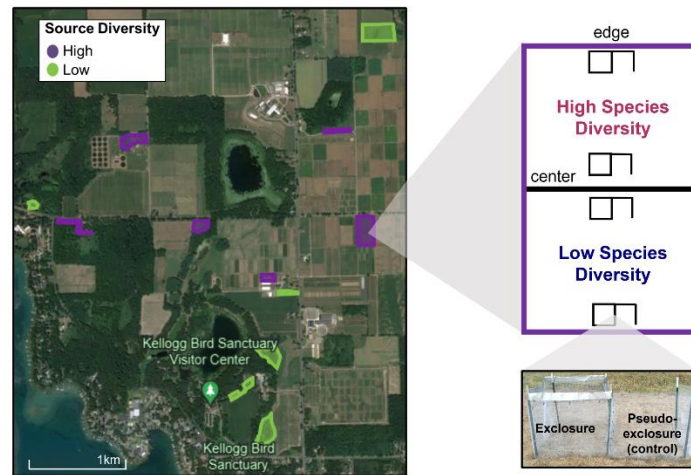 Source Diversity
High
Low
Kellogg Bird Sanctuary
Visitor Center
Kellogg Bird
Sanctuary
1km
edge
High Species
Diversity
center
Low Species
Diversity
Exclosure
Pseudo-
exclosure
(control)